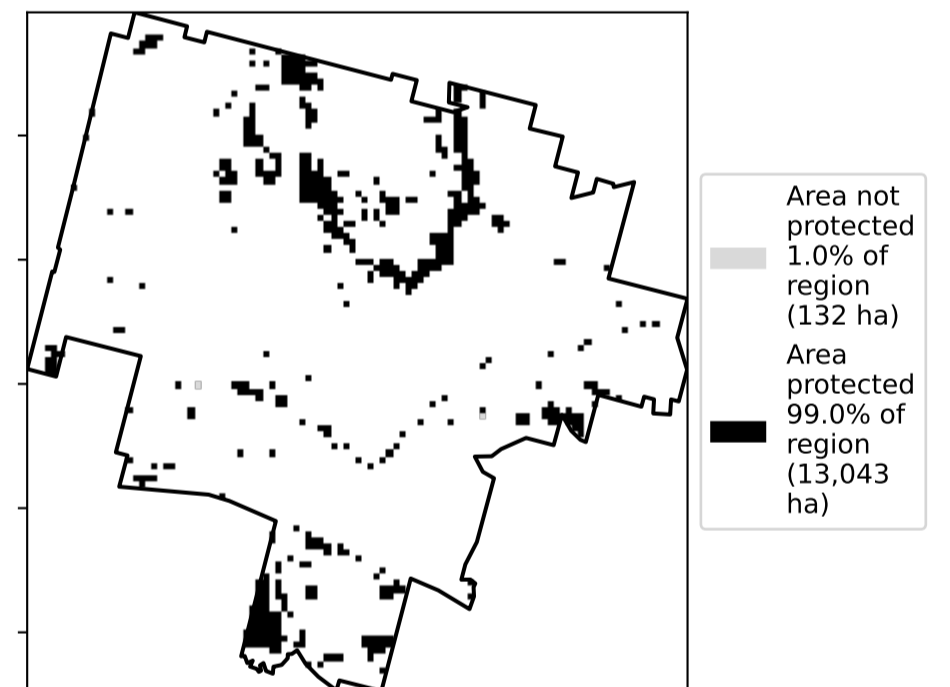 Area not
protected
1.0% of
region
(132 ha)
Area
protected
99.0% of
region
(13,043
ha)